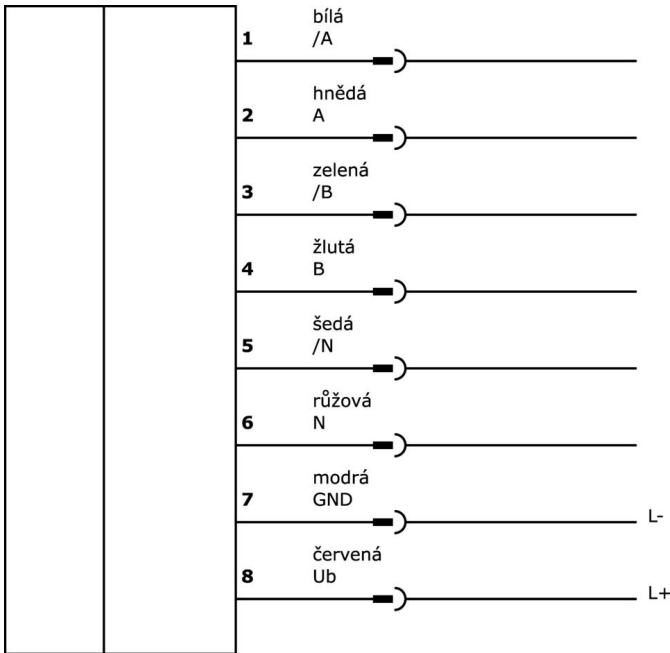 bílá
1 /A
hnědá
2 A
zelená
3 /B
žlutá
4 B
šedá
5 /N
růžová
6 N
modrá
7 GND
L-
červená
8 Ub
L+